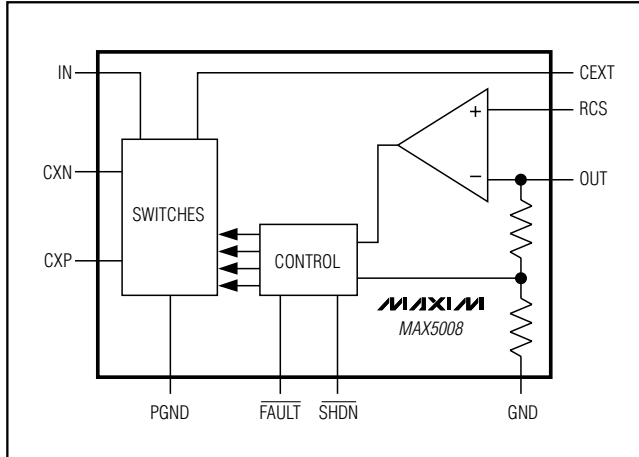 IN
CEXT
RCS
+
CXN
−
OUT
SWITCHES
CXP
CONTROL
MAXIM
MAX5008
PGND
FAULT
SHDN
GND